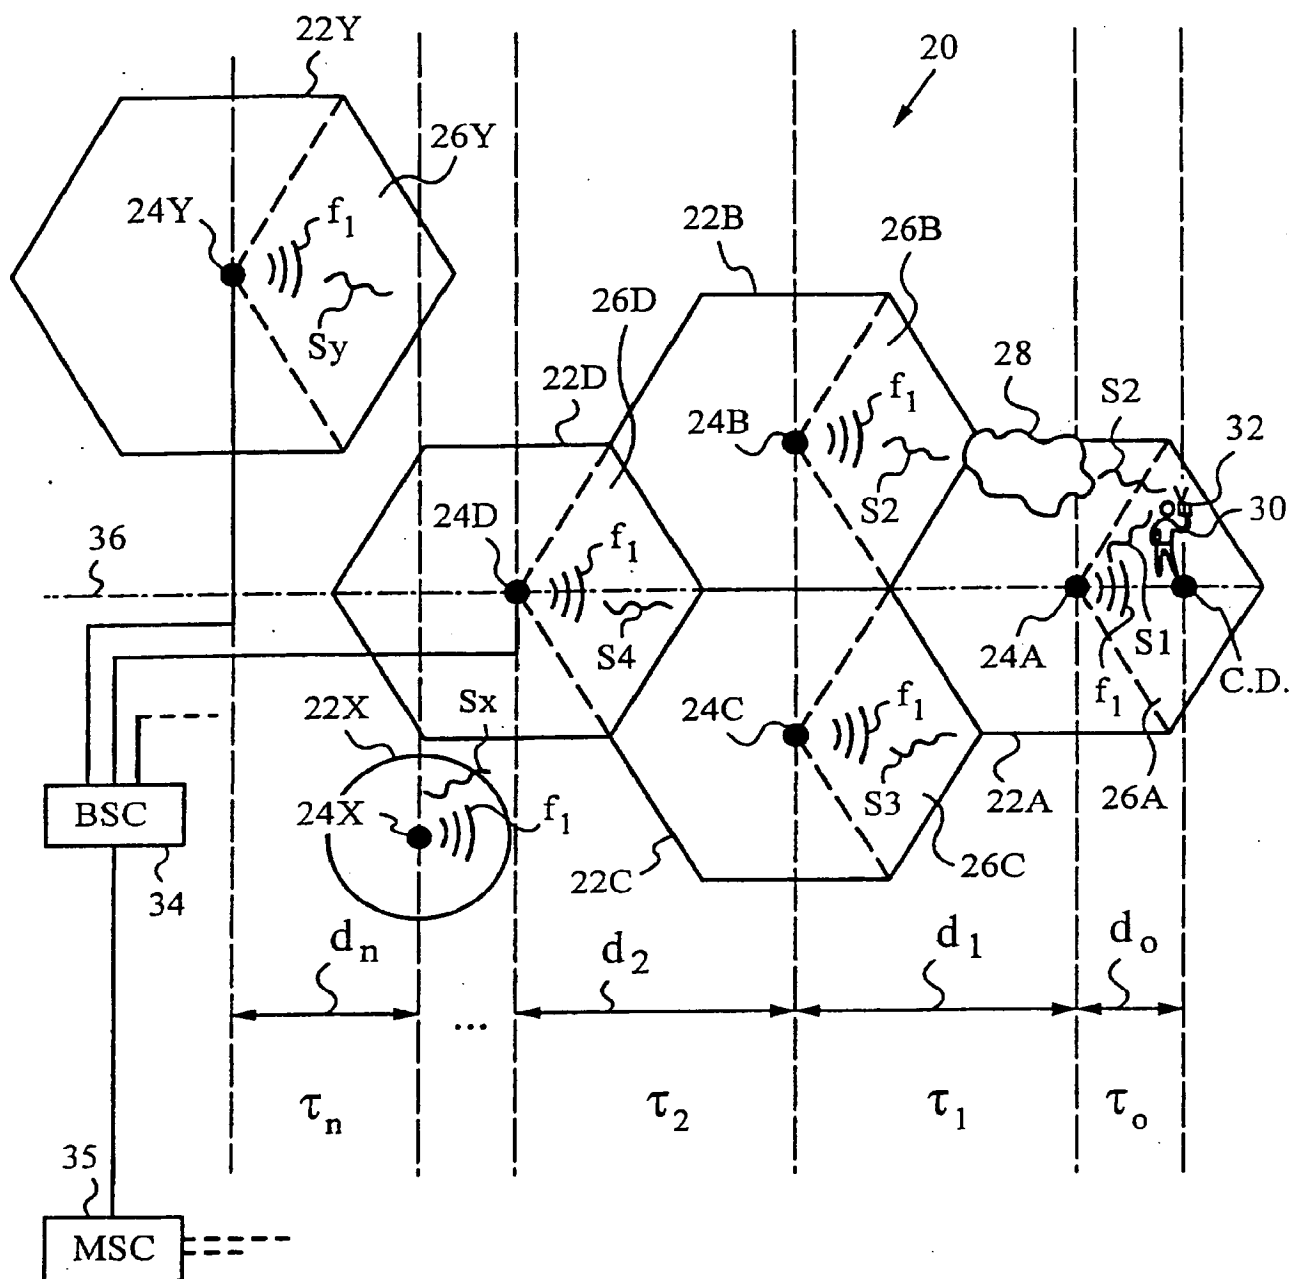 22Y
20
26Y
24Y
f1
Sy
22B
26B
26D
28
S2
22D
f1
24B
32
24D
30
f1
S2
36
S4
24A
f1
S1
C.D.
Sx
22X
24C
f1
S3
22A
26A
BSC
24X
f1
34
22C
26C
dn
d2
d1
do
...
τn
τ2
τ1
τo
35
MSC